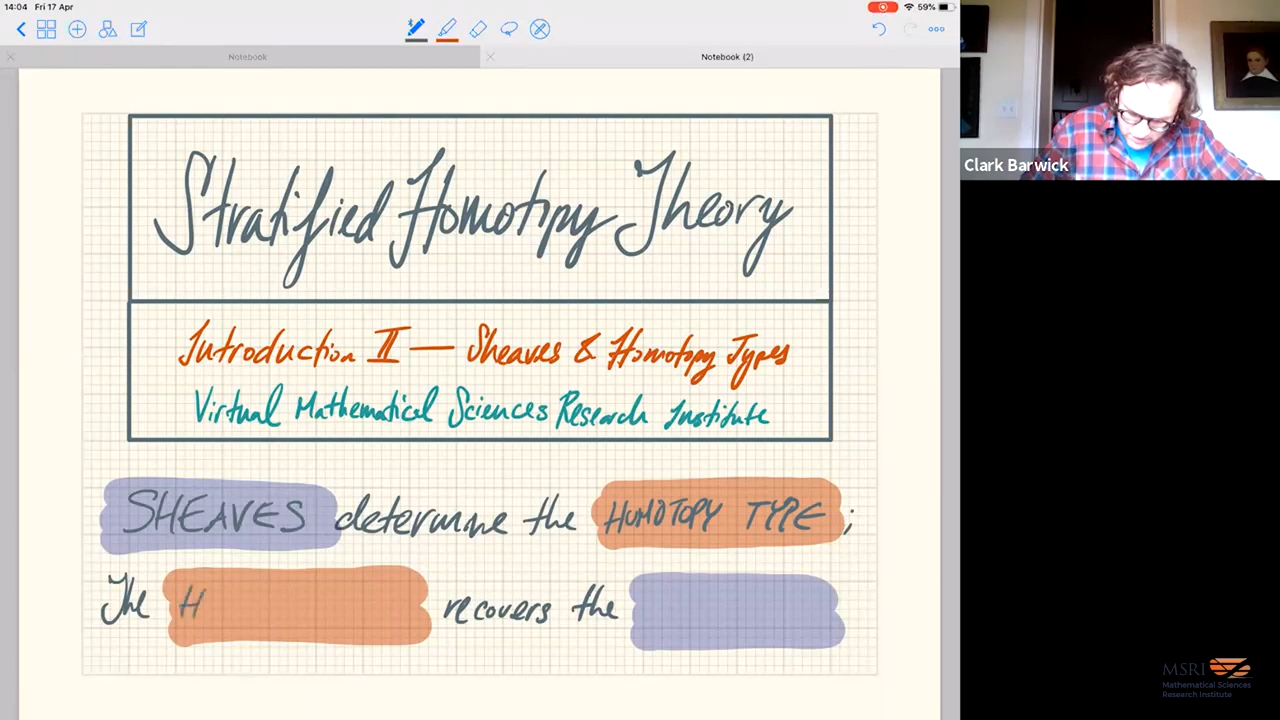 14:04 Fri 17 Apr
59%
Notebook
Notebook (2)
Stratified Homotopy Theory
Introduction II — Sheaves & Homotopy Types
Virtual Mathematical Sciences Research Institute
SHEAVES determine the HOMOTOPY TYPE;
The H recovers the
Clark Barwick
MSRI
Mathematical Sciences
Research Institute